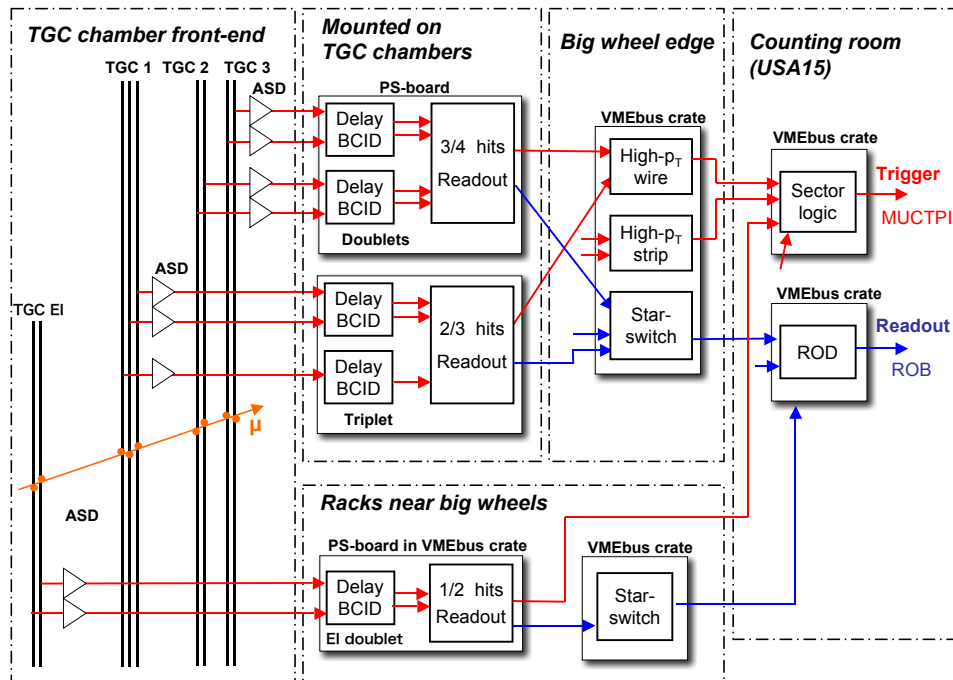 TGC chamber front-end
TGC 1
TGC 2
TGC 3
ASD
ASD
TGC EI
μ
ASD
Mounted on
TGC chambers
PS-board
Delay
BCID
Delay
BCID
3/4 hits
Readout
Doublets
Delay
BCID
Delay
BCID
2/3 hits
Readout
Triplet
Big wheel edge
VMEbus crate
High-pT
wire
High-pT
strip
Star-
switch
Counting room
(USA15)
VMEbus crate
Sector
logic
Trigger
MUCTPI
VMEbus crate
ROD
Readout
ROB
Racks near big wheels
PS-board in VMEbus crate
Delay
BCID
1/2 hits
Readout
EI doublet
VMEbus crate
Star-
switch